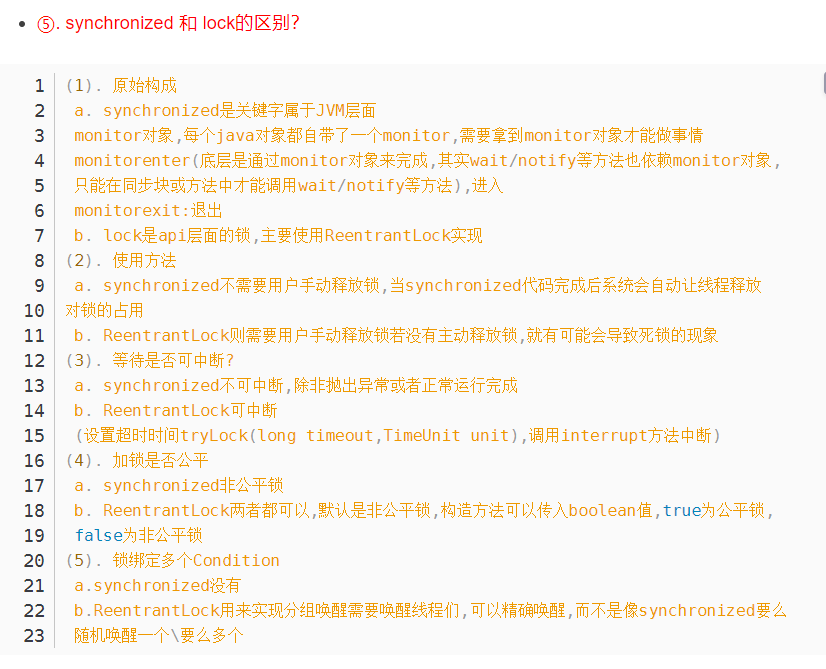 • ⑤. synchronized 和 lock的区别?
1 (1). 原始构成
2 a. synchronized是关键字属于JVM层面
3 monitor对象,每个java对象都自带了一个monitor,需要拿到monitor对象才能做事情
4 monitorenter(底层是通过monitor对象来完成,其实wait/notify等方法也依赖monitor对象,
5 只能在同步块或方法中才能调用wait/notify等方法),进入
6 monitorexit:退出
7 b. lock是api层面的锁,主要使用ReentrantLock实现
8 (2). 使用方法
9 a. synchronized不需要用户手动释放锁,当synchronized代码完成后系统会自动让线程释放
10 对锁的占用
11 b. ReentrantLock则需要用户手动释放锁若没有主动释放锁,就有可能会导致死锁的现象
12 (3). 等待是否可中断?
13 a. synchronized不可中断,除非抛出异常或者正常运行完成
14 b. ReentrantLock可中断
15 (设置超时时间tryLock(long timeout,TimeUnit unit),调用interrupt方法中断)
16 (4). 加锁是否公平
17 a. synchronized非公平锁
18 b. ReentrantLock两者都可以,默认是非公平锁,构造方法可以传入boolean值,true为公平锁,
19 false为非公平锁
20 (5). 锁绑定多个Condition
21 a.synchronized没有
22 b.ReentrantLock用来实现分组唤醒需要唤醒线程们,可以精确唤醒,而不是像synchronized要么
23 随机唤醒一个\要么多个